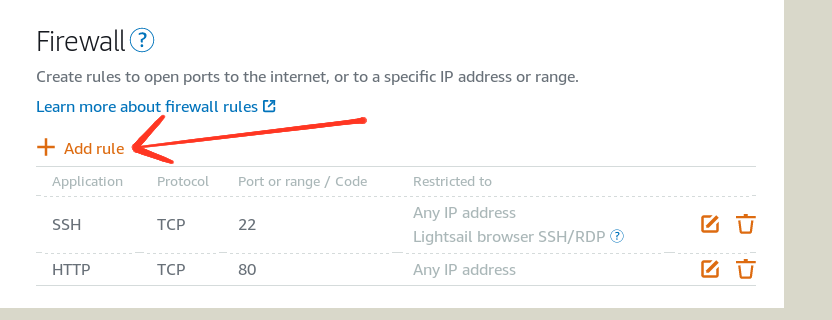 Firewall ?
Create rules to open ports to the internet, or to a specific IP address or range.
Learn more about firewall rules
+ Add rule
Application Protocol Port or range / Code Restricted to
SSH TCP 22 Any IP address
Lightsail browser SSH/RDP ?
HTTP TCP 80 Any IP address